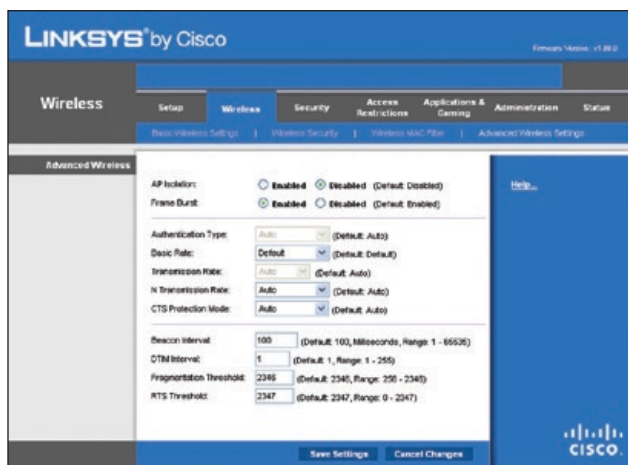 LINKSYS® by Cisco
Firmware Version: v1.00.0
Wireless
Setup Wireless Security Access Restrictions Applications & Gaming Administration Status
Basic Wireless Settings | Wireless Security | Wireless MAC Filter | Advanced Wireless Settings
Advanced Wireless
AP Isolation: Enabled Disabled (Default: Disabled)
Help...
Frame Burst: Enabled Disabled (Default: Enabled)
Authentication Type: Auto (Default: Auto)
Basic Rate: Default (Default: Default)
Transmission Rate: Auto (Default: Auto)
N Transmission Rate: Auto (Default: Auto)
CTS Protection Mode: Auto (Default: Auto)
Beacon Interval: 100 (Default: 100, Milliseconds, Range: 1 - 65535)
DTIM Interval: 1 (Default: 1, Range: 1 - 255)
Fragmentation Threshold: 2346 (Default: 2346, Range: 256 - 2346)
RTS Threshold: 2347 (Default: 2347, Range: 0 - 2347)
Save Settings Cancel Changes
CISCO.